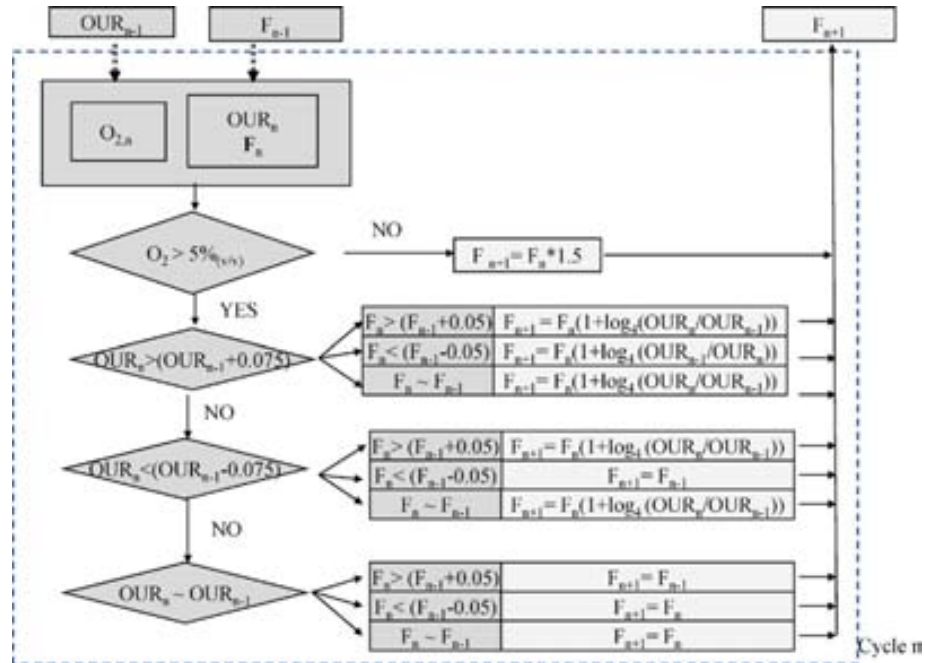 OURₙ₋₁
Fₙ₋₁
Fₙ₊₁
O₂,ₙ
OURₙ
Fₙ
O₂ > 5%(v/v)
NO
Fₙ₊₁= Fₙ*1.5
YES
OURₙ>(OURₙ₋₁+0.075)
Fₙ> (Fₙ₋₁+0.05) Fₙ₊₁ = Fₙ(1+log₄(OURₙ/OURₙ₋₁))
Fₙ< (Fₙ₋₁-0.05) Fₙ₊₁= Fₙ(1+log₄(OURₙ₋₁/OURₙ))
Fₙ ~ Fₙ₋₁ Fₙ₊₁= Fₙ(1+log₄(OURₙ/OURₙ₋₁))
NO
OURₙ<(OURₙ₋₁-0.075)
Fₙ> (Fₙ₋₁+0.05) Fₙ₊₁= Fₙ(1+log₄(OURₙ/OURₙ₋₁))
Fₙ< (Fₙ₋₁-0.05) Fₙ₊₁= Fₙ₋₁
Fₙ ~ Fₙ₋₁ Fₙ₊₁= Fₙ(1+log₄(OURₙ/OURₙ₋₁))
NO
OURₙ ~ OURₙ₋₁
Fₙ> (Fₙ₋₁+0.05) Fₙ₊₁= Fₙ₋₁
Fₙ< (Fₙ₋₁-0.05) Fₙ₊₁= Fₙ
Fₙ ~ Fₙ₋₁ Fₙ₊₁= Fₙ
Cycle n